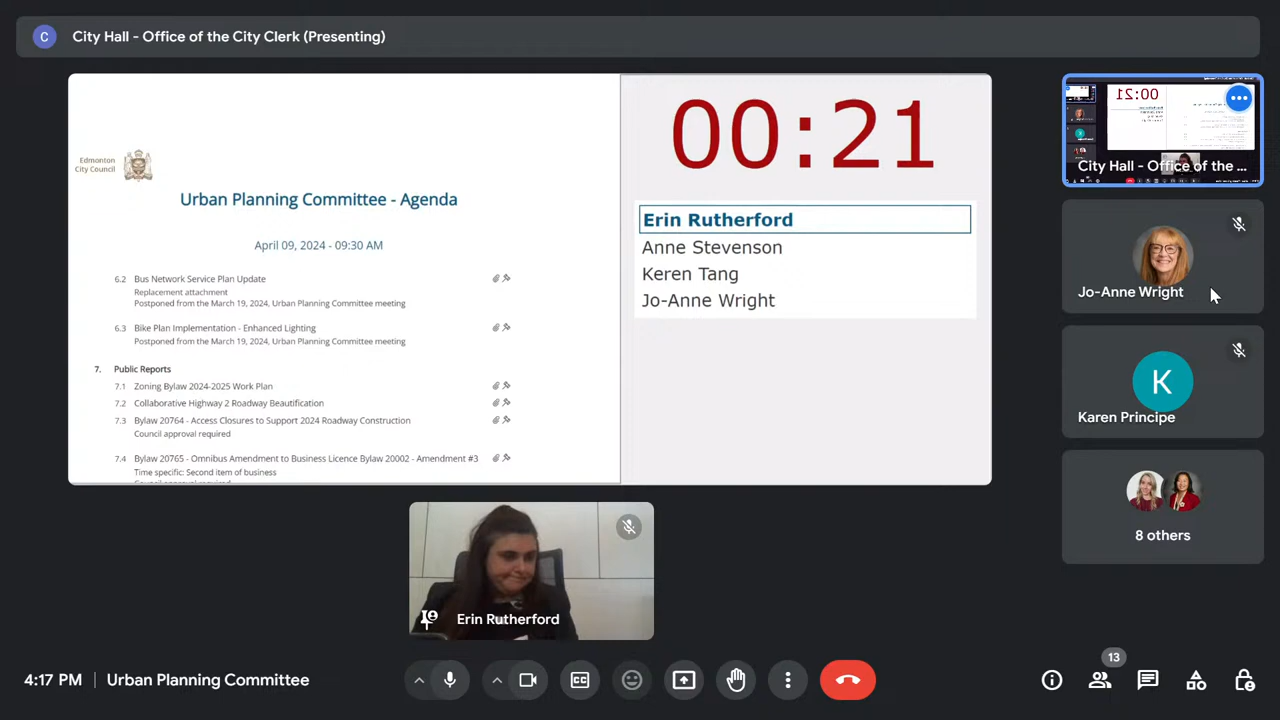 C
City Hall - Office of the City Clerk (Presenting)
Edmonton
City Council
Urban Planning Committee - Agenda
April 09, 2024 - 09:30 AM
6.2 Bus Network Service Plan Update
Replacement attachment
Postponed from the March 19, 2024, Urban Planning Committee meeting
6.3 Bike Plan Implementation - Enhanced Lighting
Postponed from the March 19, 2024, Urban Planning Committee meeting
7. Public Reports
7.1 Zoning Bylaw 2024-2025 Work Plan
7.2 Collaborative Highway 2 Roadway Beautification
7.3 Bylaw 20764 - Access Closures to Support 2024 Roadway Construction
Council approval required
7.4 Bylaw 20765 - Omnibus Amendment to Business Licence Bylaw 20002 - Amendment #3
Time specific: Second item of business
00:21
Erin Rutherford
Anne Stevenson
Keren Tang
Jo-Anne Wright
City Hall - Office of the ...
Jo-Anne Wright
K
Karen Principe
8 others
Erin Rutherford
4:17 PM | Urban Planning Committee
CC
13